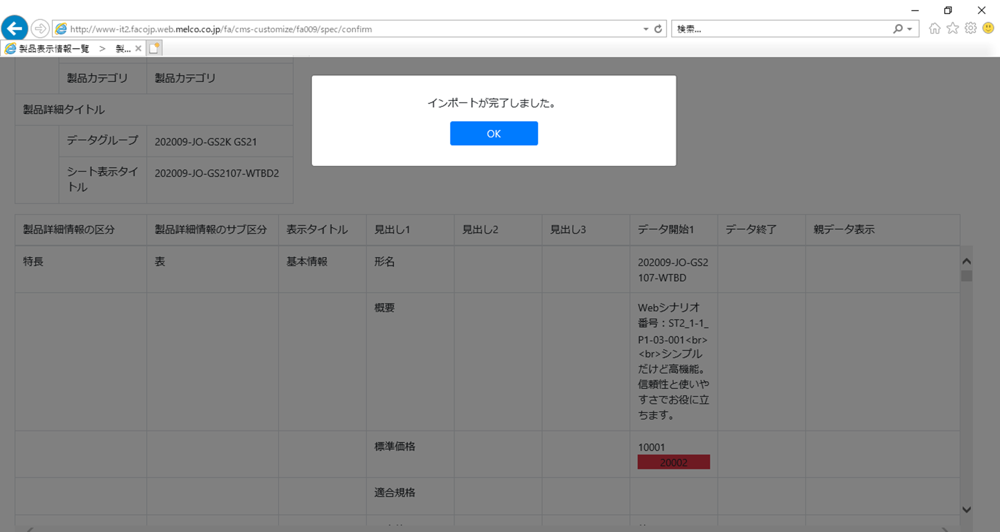 http://www-it2.facojp.web.melco.co.jp/fa/cms-customize/fa009/spec/confirm
検索...
製品表示情報一覧 > 製...
製品カテゴリ 製品カテゴリ
インポートが完了しました。
OK
製品詳細タイトル
データグループ 202009-JO-GS2K GS21
シート表示タイ
トル
202009-JO-GS2107-WTBD2
製品詳細情報の区分 製品詳細情報のサブ区分 表示タイトル 見出し1 見出し2 見出し3 データ開始1 データ終了 親データ表示
特長 表 基本情報 形名
202009-JO-GS2
107-WTBD
概要
Webシナリオ
番号：ST2_1-1_
P1-03-001<br>
<br>シンプル
だけど高機能。
信頼性と使いや
すさでお役に立
ちます。
標準価格
10001
20002
適合規格